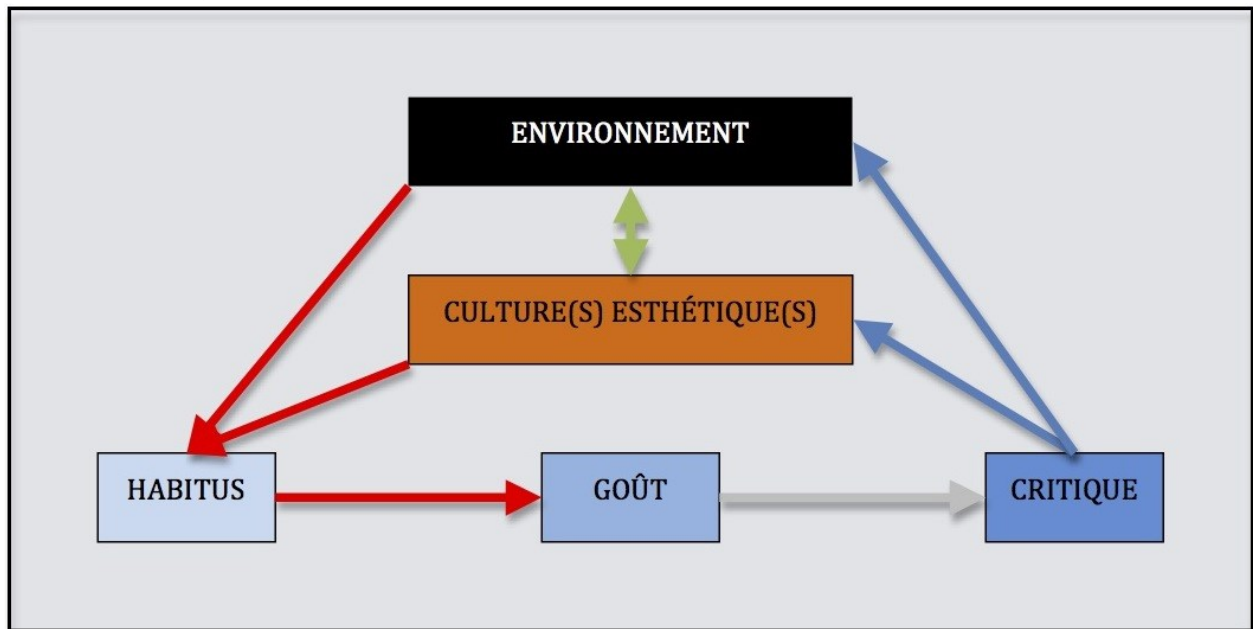 ENVIRONNEMENT
CULTURE(S) ESTHÉTIQUE(S)
HABITUS
GOÛT
CRITIQUE